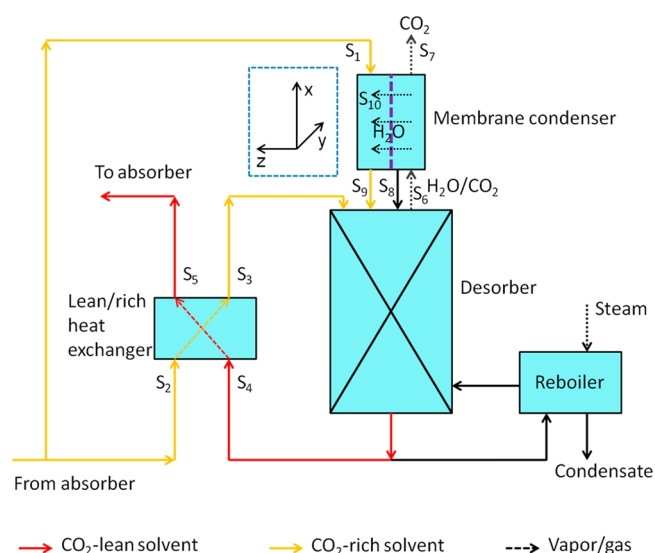 CO₂
S₁
S₇
x
S₁₀
Membrane condenser
H₂O
z
y
To absorber
S₉
S₈
S₆
H₂O/CO₂
S₅
S₃
Desorber
Lean/rich
heat
exchanger
Steam
S₂
S₄
Reboiler
From absorber
Condensate
CO₂-lean solvent
CO₂-rich solvent
Vapor/gas